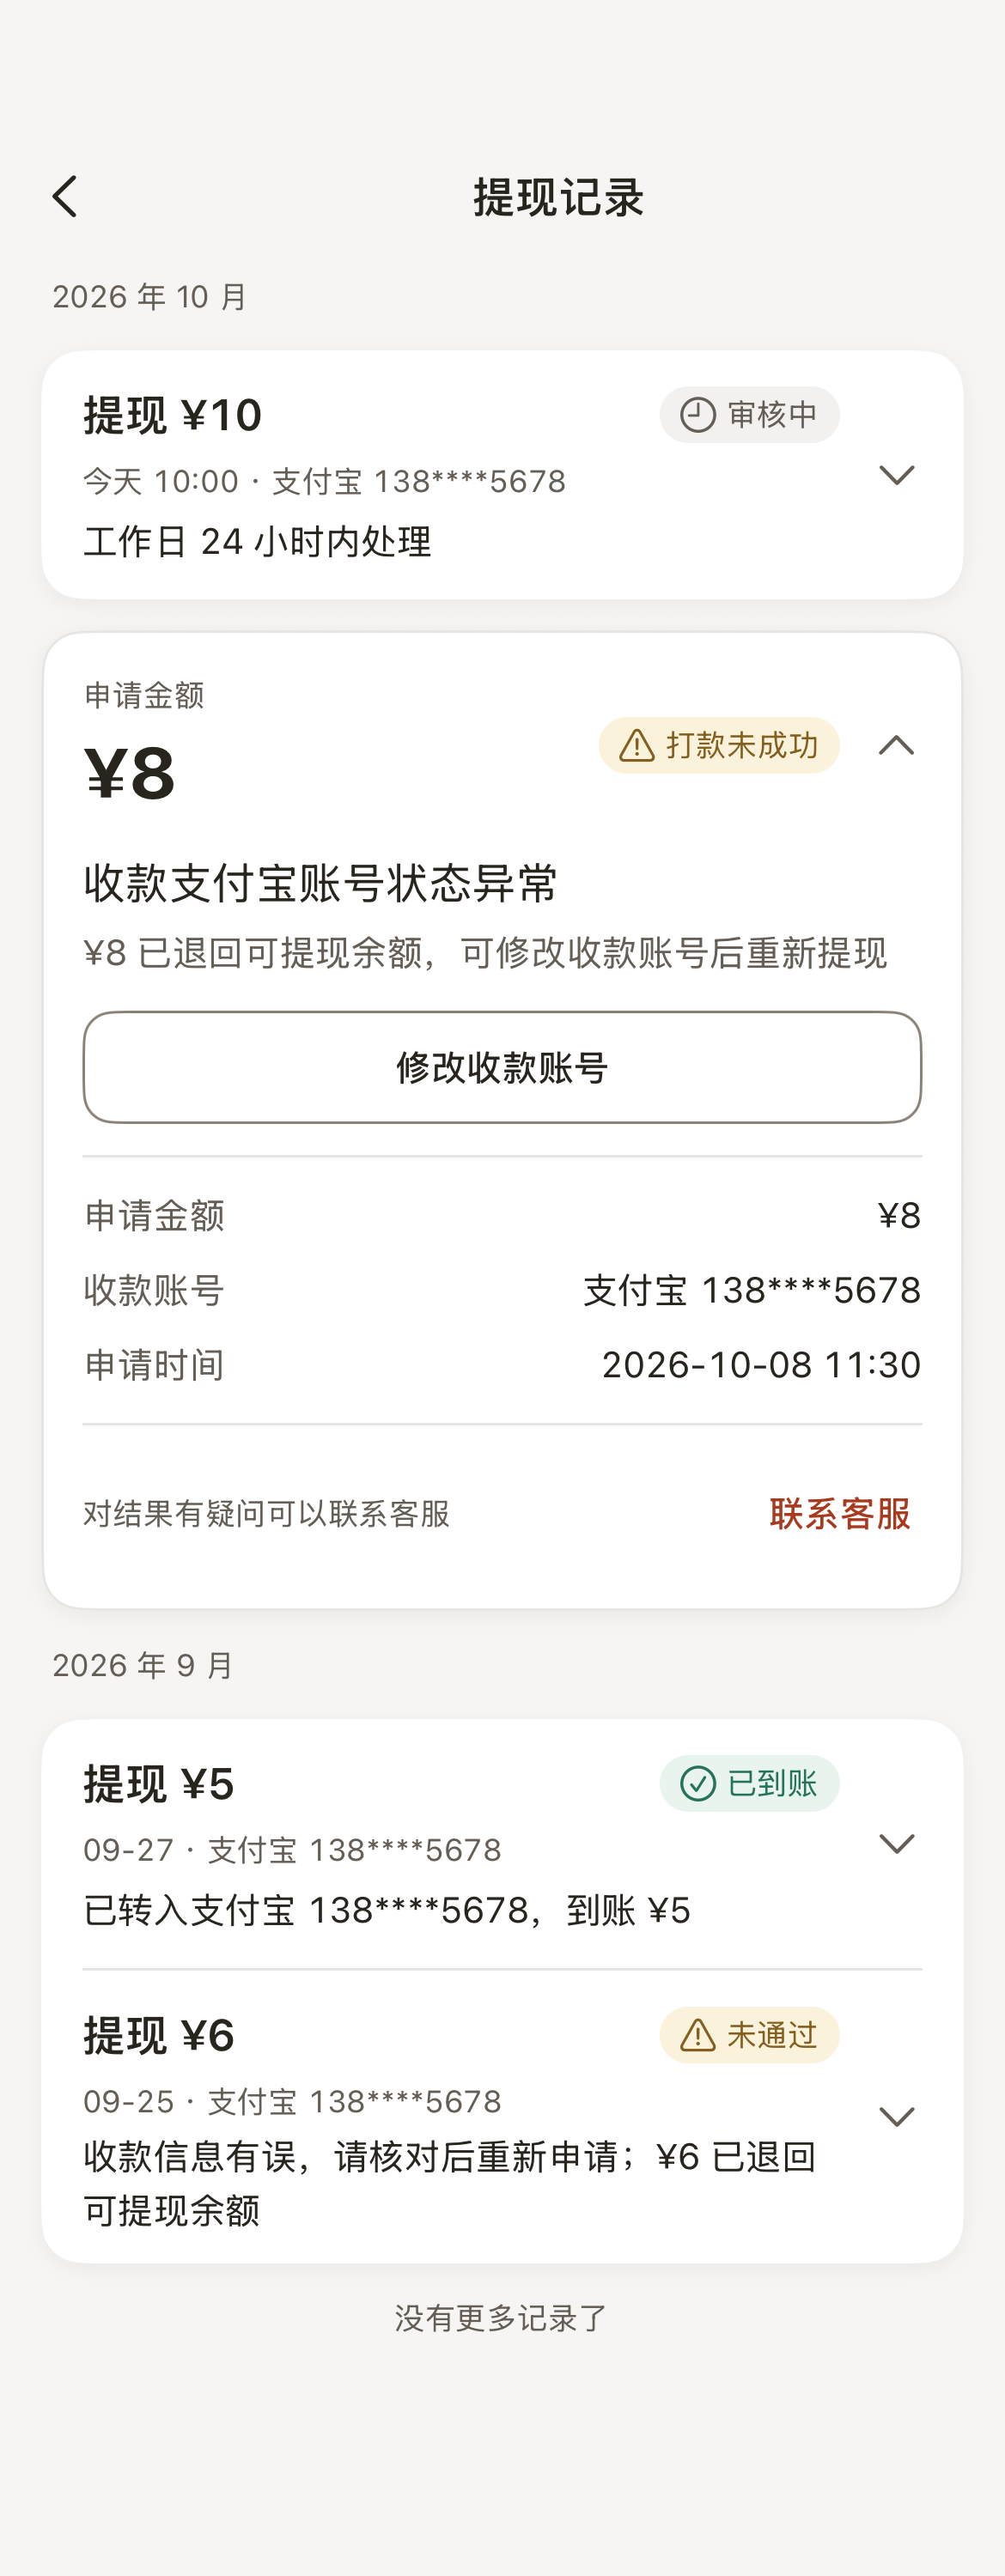 提现记录
2026 年 10 月
提现 ¥10
审核中
今天 10:00 · 支付宝 138****5678
工作日 24 小时内处理
申请金额
¥8
打款未成功
收款支付宝账号状态异常
¥8 已退回可提现余额，可修改收款账号后重新提现
修改收款账号
申请金额 ¥8
收款账号 支付宝 138****5678
申请时间 2026-10-08 11:30
对结果有疑问可以联系客服 联系客服
2026 年 9 月
提现 ¥5
已到账
09-27 · 支付宝 138****5678
已转入支付宝 138****5678，到账 ¥5
提现 ¥6
未通过
09-25 · 支付宝 138****5678
收款信息有误，请核对后重新申请；¥6 已退回
可提现余额
没有更多记录了